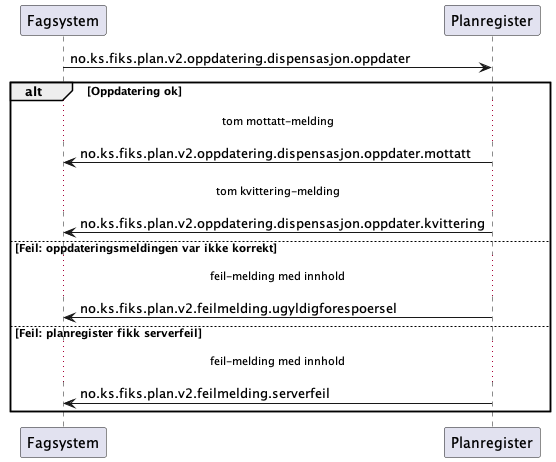 Fagsystem
Planregister
no.ks.fiks.plan.v2.oppdatering.dispensasjon.oppdater
alt
[Oppdatering ok]
tom mottatt-melding
no.ks.fiks.plan.v2.oppdatering.dispensasjon.oppdater.mottatt
tom kvittering-melding
no.ks.fiks.plan.v2.oppdatering.dispensasjon.oppdater.kvittering
[Feil: oppdateringsmeldingen var ikke korrekt]
feil-melding med innhold
no.ks.fiks.plan.v2.feilmelding.ugyldigforespoersel
[Feil: planregister fikk serverfeil]
feil-melding med innhold
no.ks.fiks.plan.v2.feilmelding.serverfeil
Fagsystem
Planregister